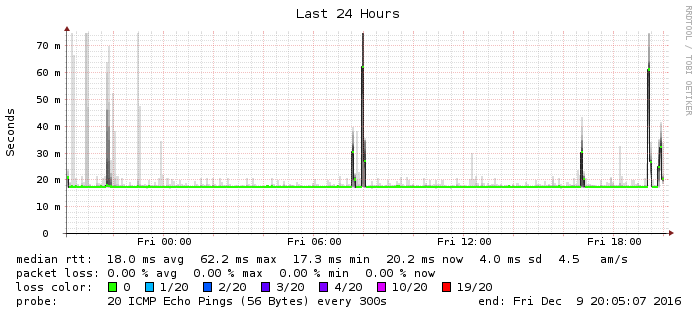 Last 24 Hours
RRDTOOL / TOBI OETIKER
Seconds
70 m
60 m
50 m
40 m
30 m
20 m
10 m
0
Fri 00:00 Fri 06:00 Fri 12:00 Fri 18:00
median rtt: 18.0 ms avg 62.2 ms max 17.3 ms min 20.2 ms now 4.0 ms sd 4.5 am/s
packet loss: 0.00 % avg 0.00 % max 0.00 % min 0.00 % now
loss color: 0 1/20 2/20 3/20 4/20 10/20 19/20
probe: 20 ICMP Echo Pings (56 Bytes) every 300s end: Fri Dec 9 20:05:07 2016